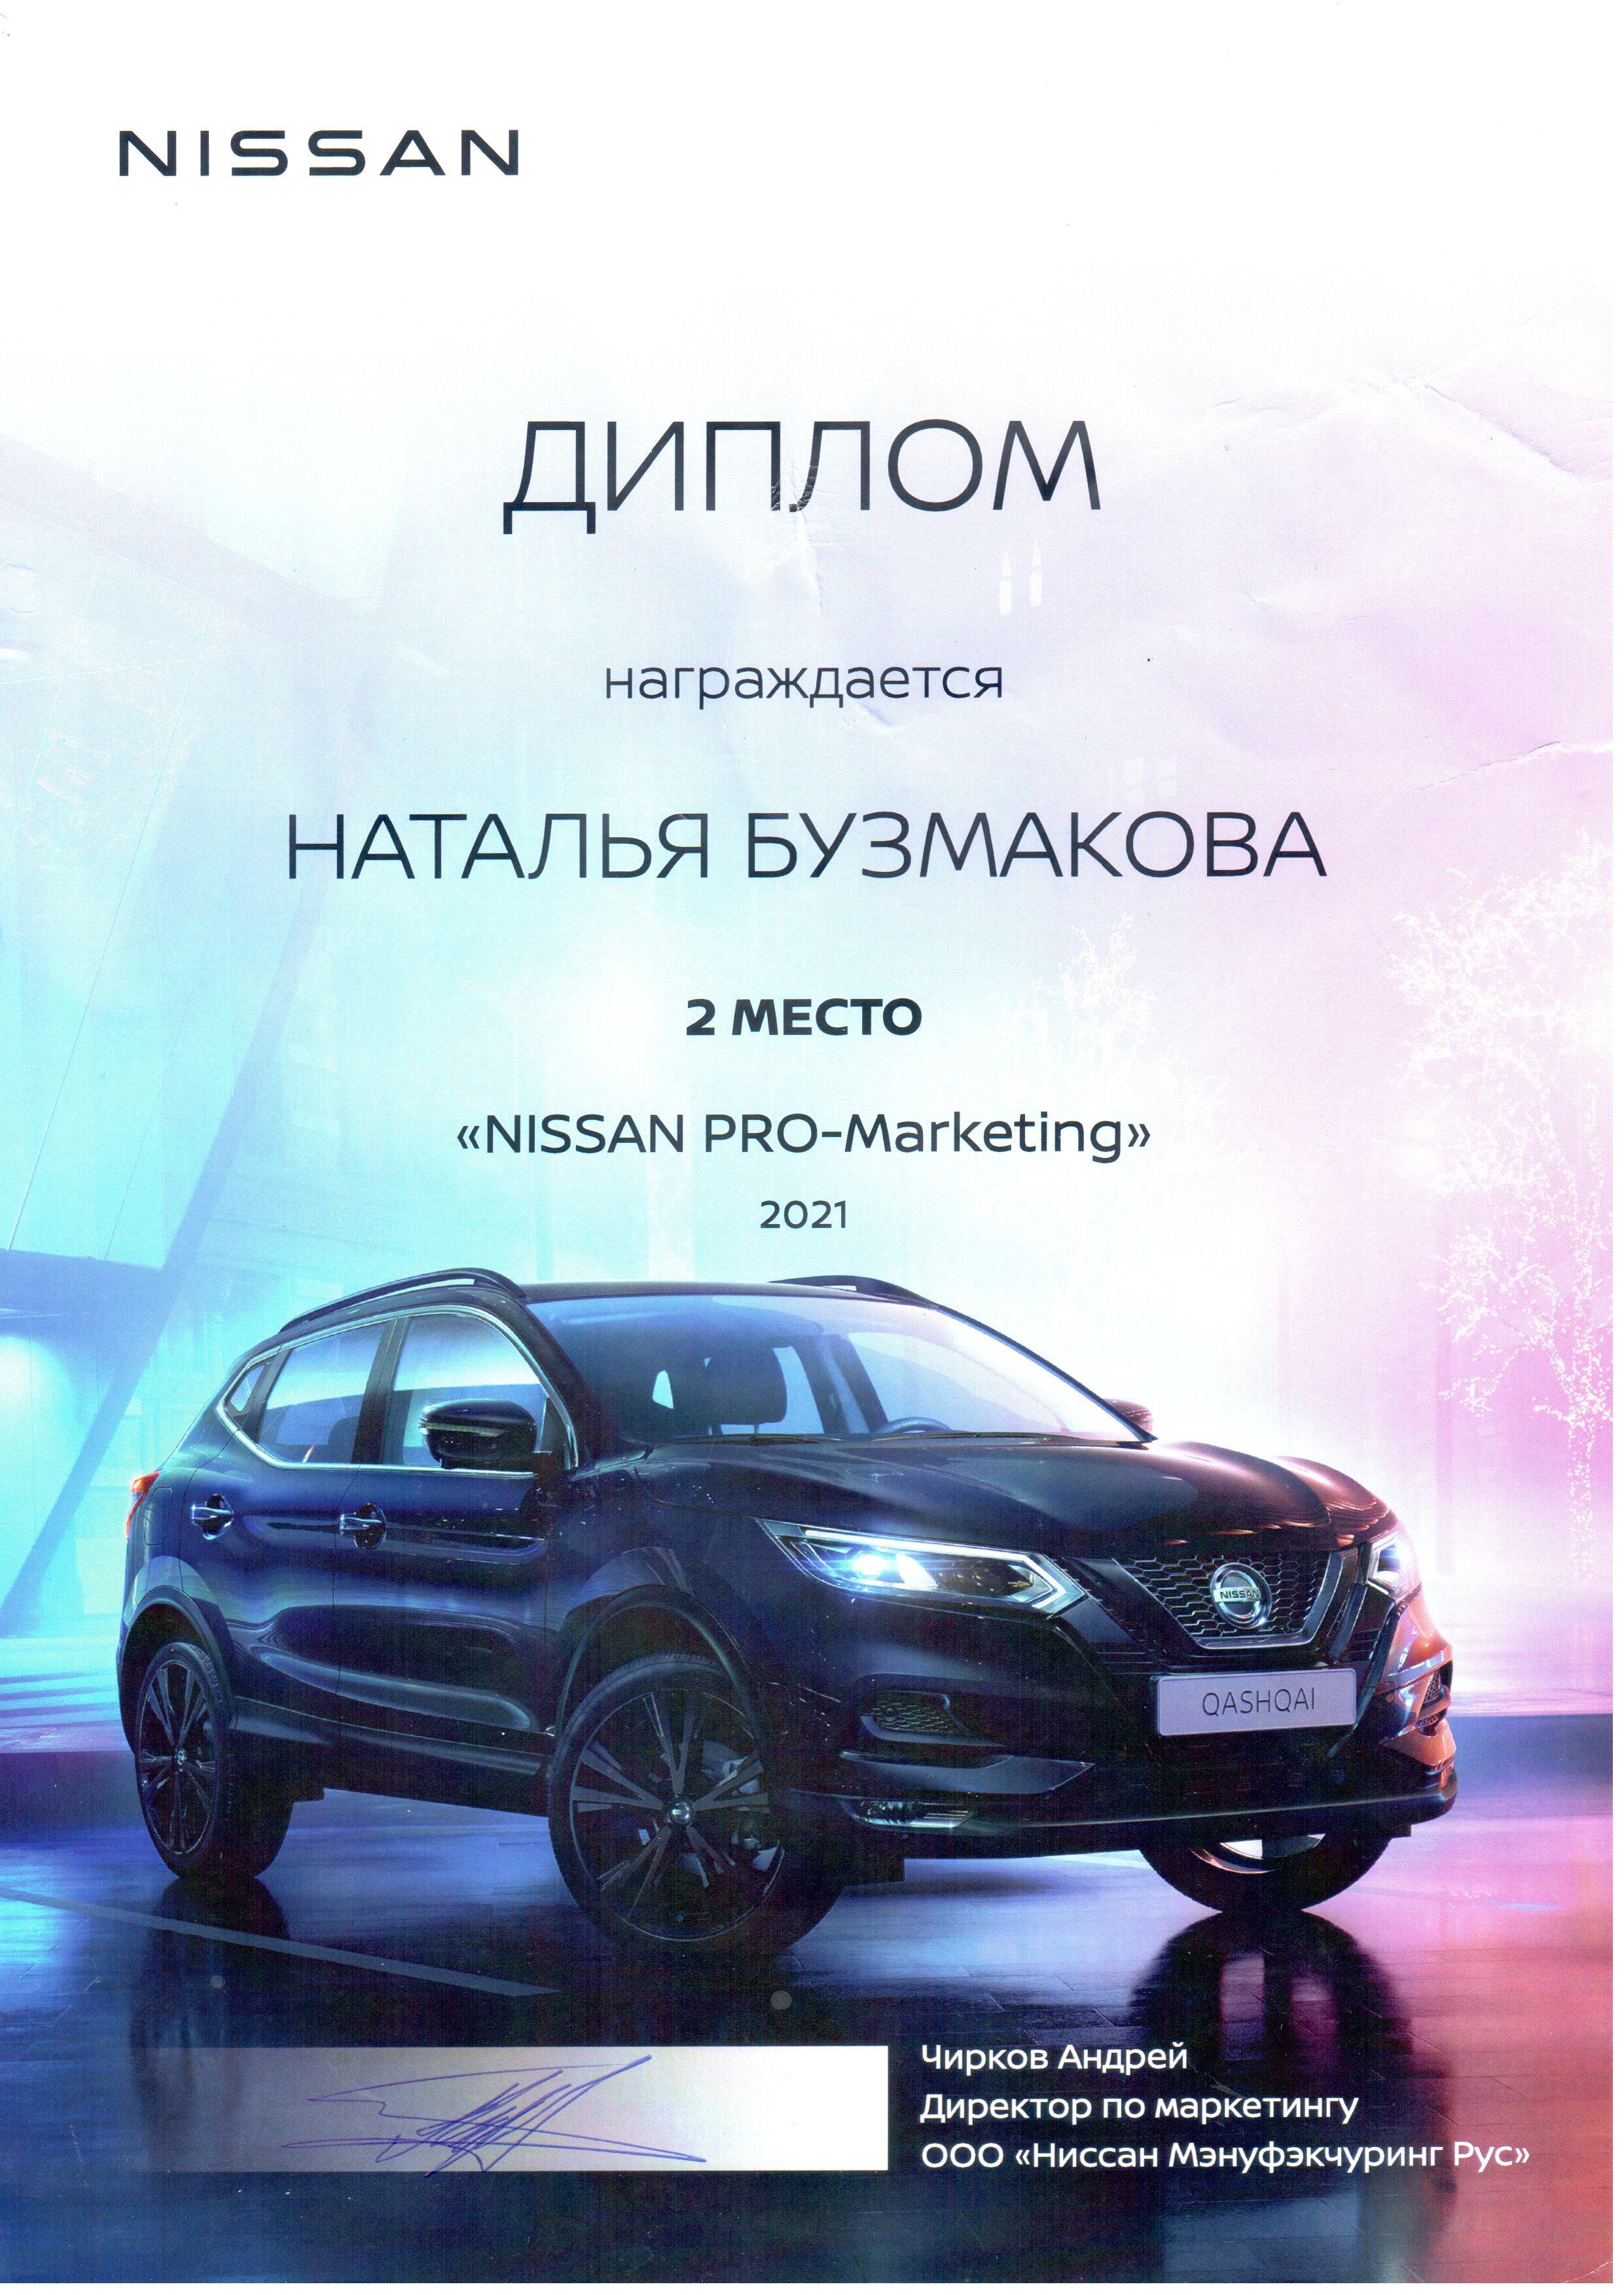 NISSAN
ДИПЛОМ
награждается
НАТАЛЬЯ БУЗМАКОВА
2 МЕСТО
«NISSAN PRO-Marketing»
2021
NISSAN
QASHQAI
Чирков Андрей
Директор по маркетингу
ООО «Ниссан Мэнуфэкчуринг Рус»